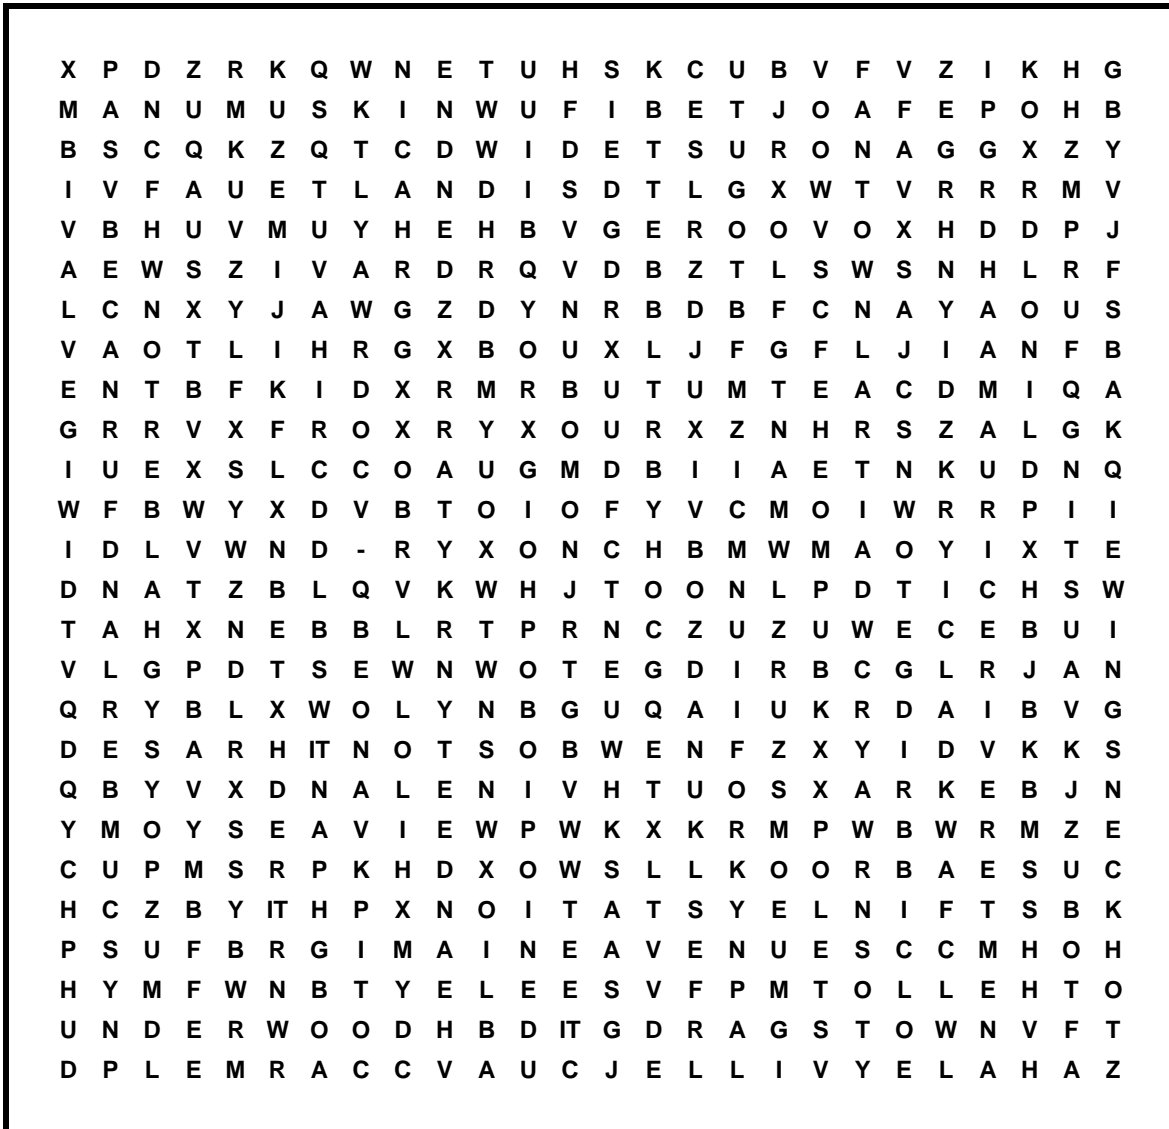 X P D Z R K Q W N E T U H S K C U B V F V Z I K H G
M A N U M U S K I N W U F I B E T J O A F E P O H B
B S C Q K Z Q T C D W I D E T S U R O N A G G X Z Y
I V F A U E T L A N D I S D T L G X W T V R R R M V
V B H U V M U Y H E H B V G E R O O V O X H D D P J
A E W S Z I V A R D R Q V D B Z T L S W S N H L R F
L C N X Y J A W G Z D Y N R B D B F C N A Y A O U S
V A O T L I H R G X B O U X L J F G F L J I A N F B
E N T B F K I D X R M R B U T U M T E A C D M I Q A
G R R V X F R O X R Y X O U R X Z N H R S Z A L G K
I U E X S L C C O A U G M D B I I A E T N K U D N Q
W F B W Y X D V B T O I O F Y V C M O I W R R P I I
I D L V W N D - R Y X O N C H B M W M A O Y I X T E
D N A T Z B L Q V K W H J T O O N L P D T I C H S W
T A H X N E B B L R T P R N C Z U Z U W E C E B U I
V L G P D T S E W N W O T E G D I R B C G L R J A N
Q R Y B L X W O L Y N B G U Q A I U K R D A I B V G
D E S A R H IT N O T S O B W E N F Z X Y I D V K K S
Q B Y V X D N A L E N I V H T U O S X A R K E B J N
Y M O Y S E A V I E W P W K X K R M P W B W R M Z E
C U P M S R P K H D X O W S L L K O O R B A E S U C
H C Z B Y IT H P X N O I T A T S Y E L N I F T S B K
P S U F B R G I M A I N E A V E N U E S C C M H O H
H Y M F W N B T Y E L E E S V F P M T O L L E H T O
U N D E R W O O D H B D IT G D R A G S T O W N V F T
D P L E M R A C C V A U C J E L L I V Y E L A H A Z